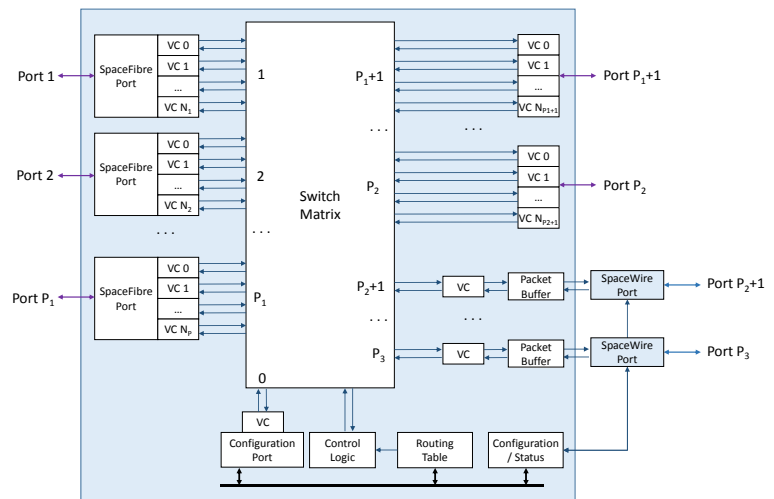 Port 1
SpaceFibre
Port
VC 0
VC 1
...
VC N₁
1
Port 2
SpaceFibre
Port
VC 0
VC 1
...
VC N₂
2
. . .
. . .
Port P₁
SpaceFibre
Port
VC 0
VC 1
...
VC Nₚ
P₁
0
Switch
Matrix
P₁+1
VC 0
VC 1
...
VC N_P1+1
Port P₁+1
. . .
. . .
P₂
VC 0
VC 1
...
VC N_P2+1
Port P₂
P₂+1
VC
Packet
Buffer
SpaceWire
Port
Port P₂+1
. . .
. . .
P₃
VC
Packet
Buffer
SpaceWire
Port
Port P₃
VC
Configuration
Port
Control
Logic
Routing
Table
Configuration
/ Status